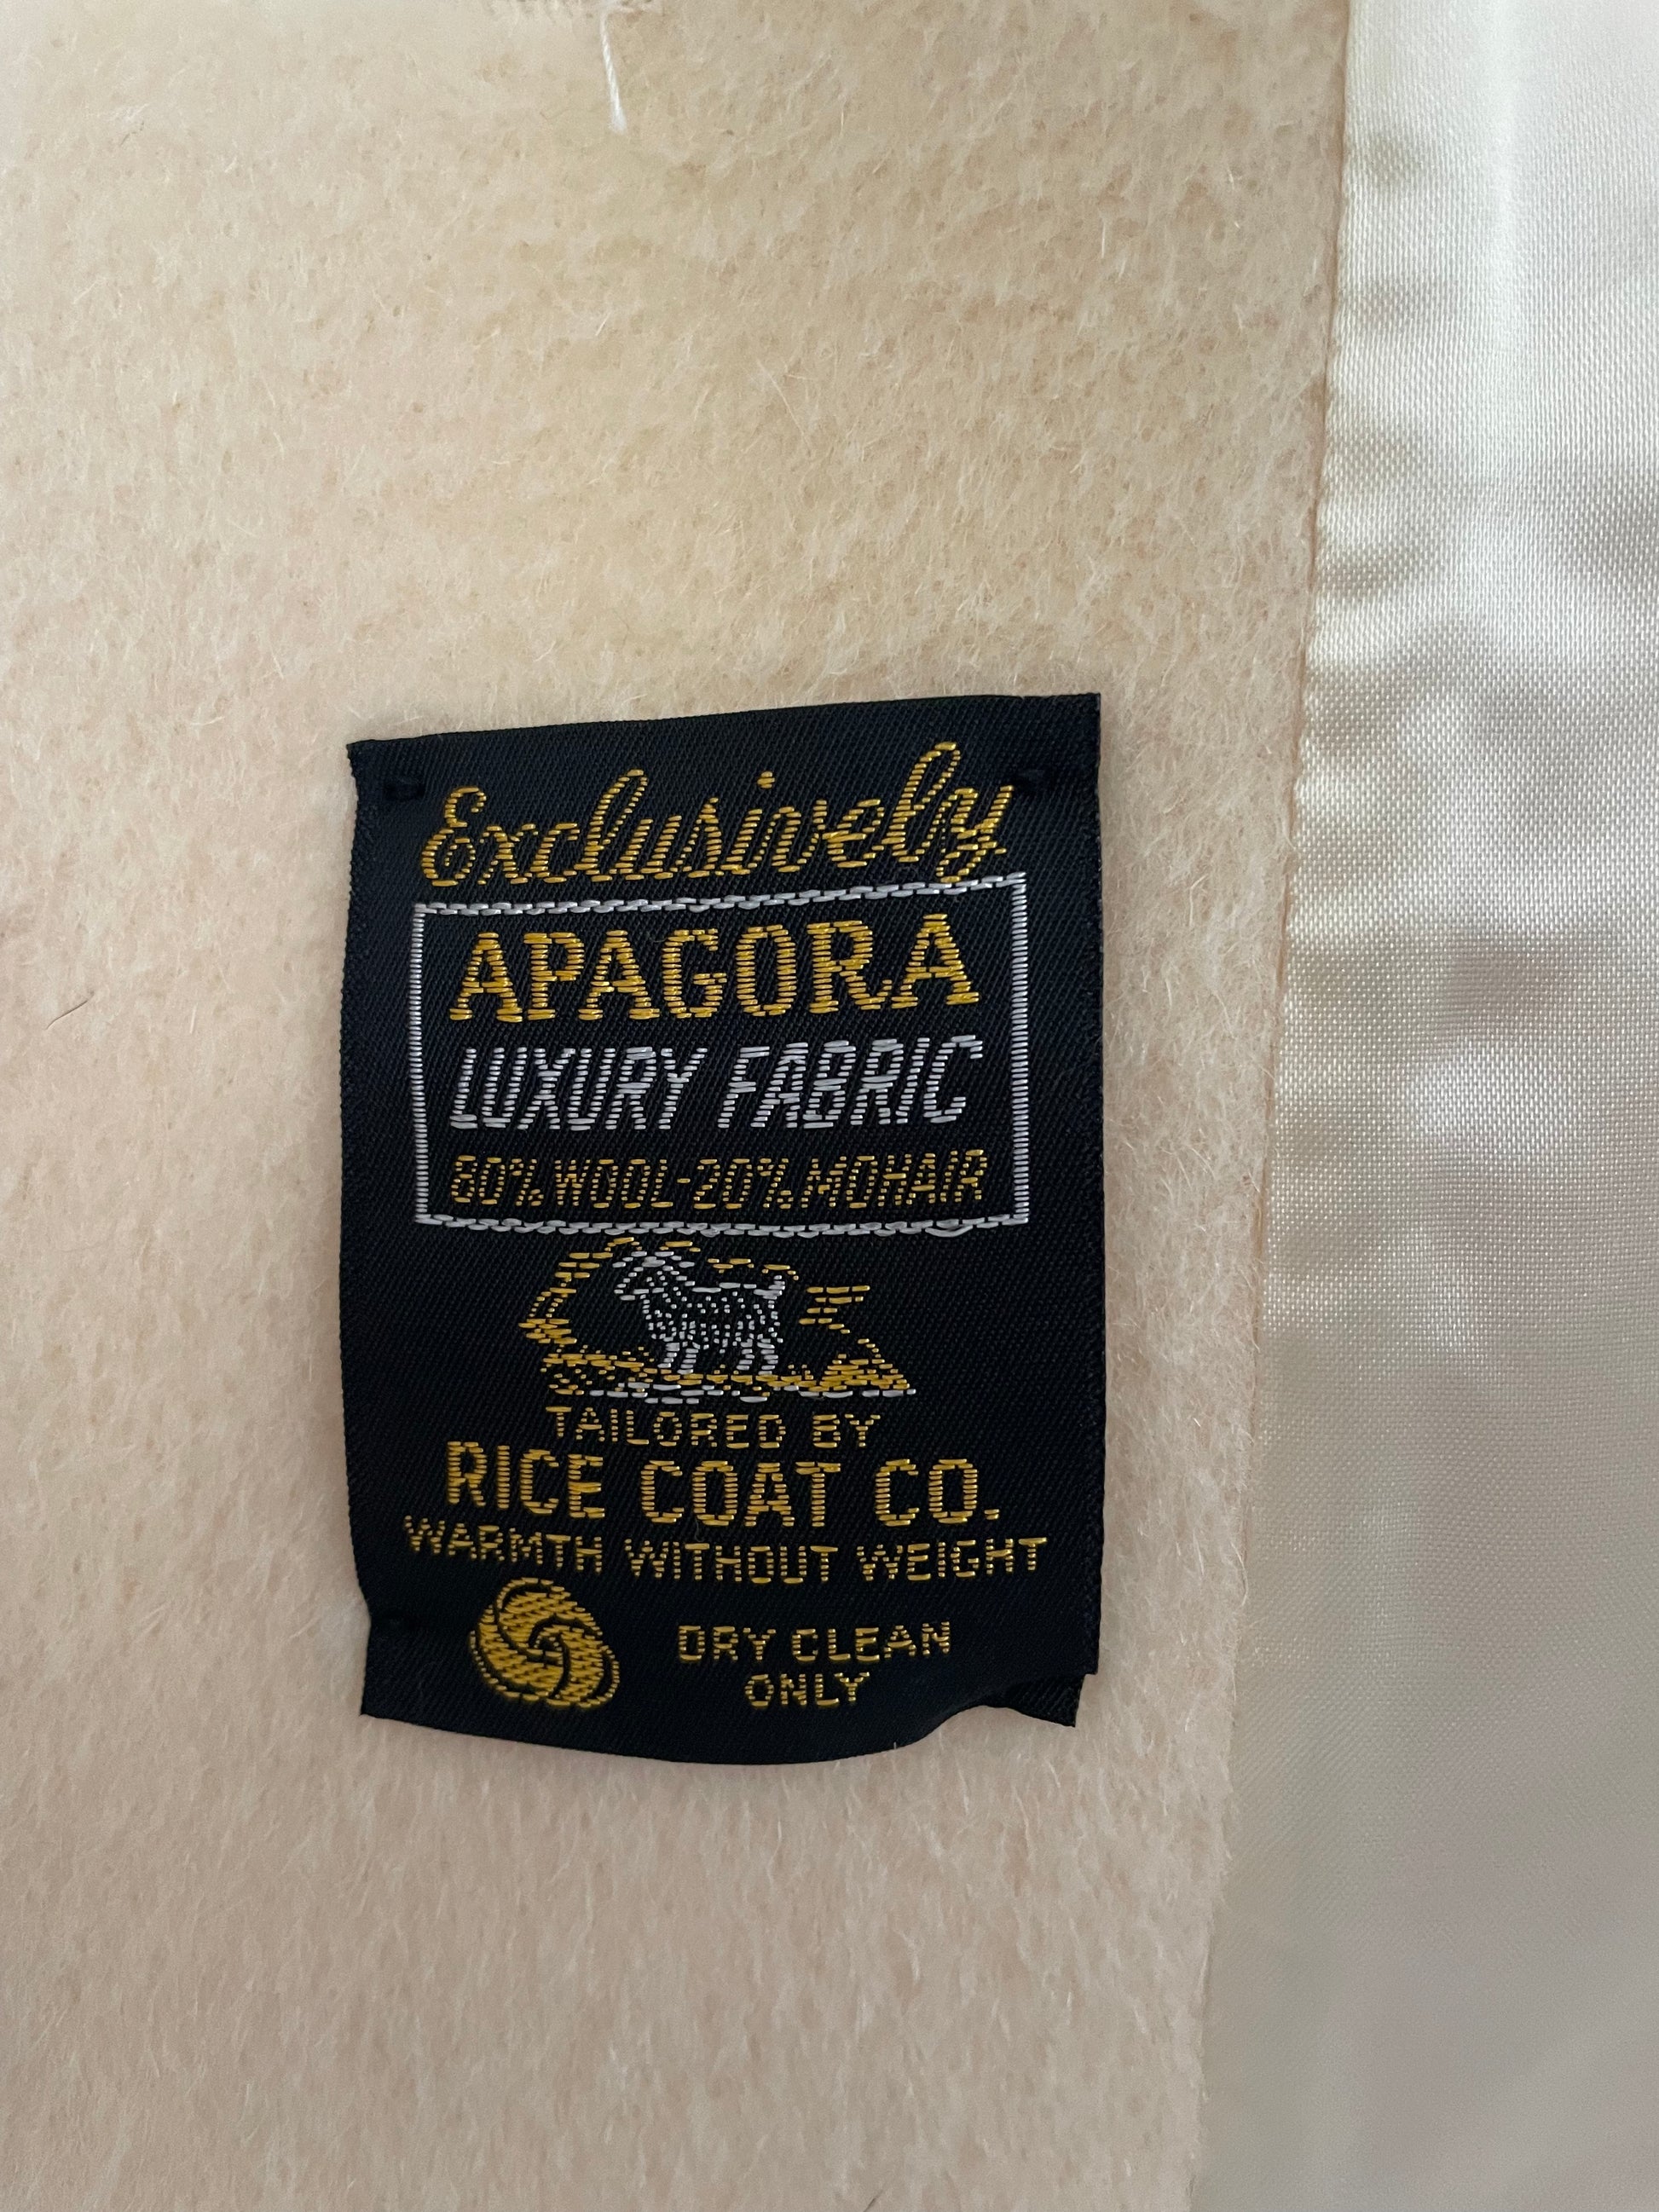 Exclusively
APAGORA
LUXURY FABRIC
80% WOOL-20% MOHAIR
TAILORED BY
RICE COAT CO.
WARMTH WITHOUT WEIGHT
DRY CLEAN
ONLY